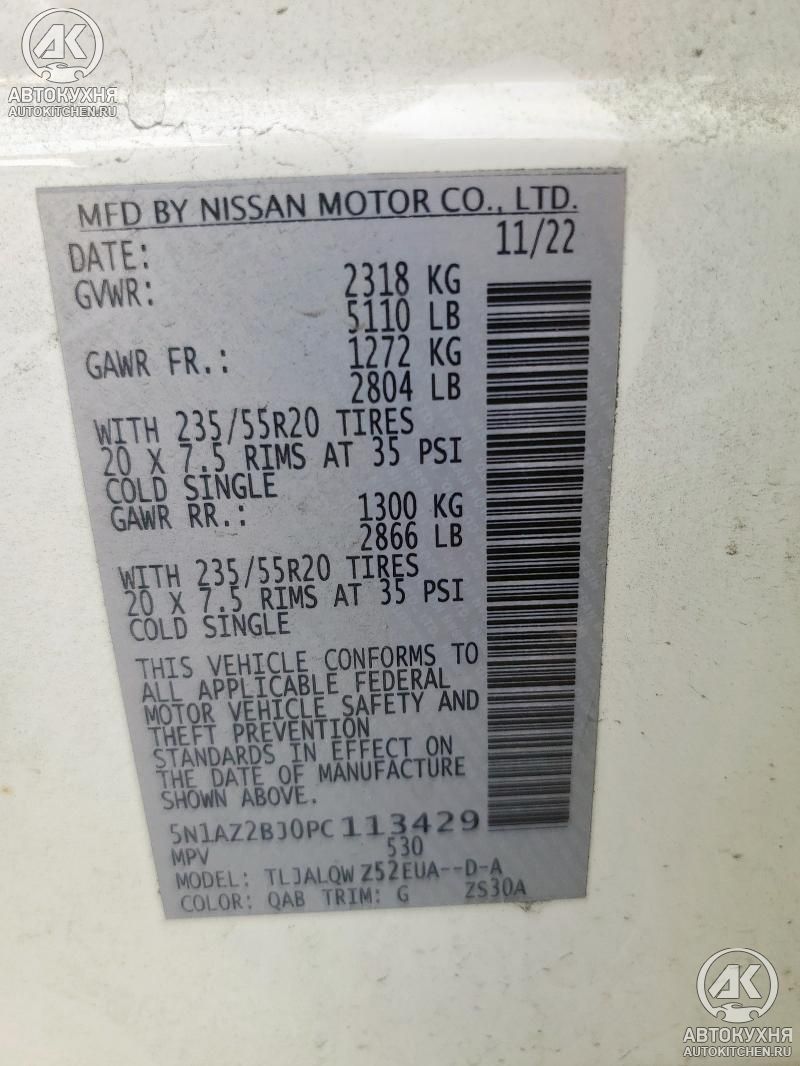 AK
АВТОКУХНЯ
AUTOKITCHEN.RU
MFD BY NISSAN MOTOR CO., LTD.
DATE: 11/22
GVWR: 2318 KG
5110 LB
GAWR FR.: 1272 KG
2804 LB
WITH 235/55R20 TIRES
20 X 7.5 RIMS AT 35 PSI
COLD SINGLE
GAWR RR.: 1300 KG
2866 LB
WITH 235/55R20 TIRES
20 X 7.5 RIMS AT 35 PSI
COLD SINGLE
THIS VEHICLE CONFORMS TO
ALL APPLICABLE FEDERAL
MOTOR VEHICLE SAFETY AND
THEFT PREVENTION
STANDARDS IN EFFECT ON
THE DATE OF MANUFACTURE
SHOWN ABOVE.
5N1AZ2BJ0PC113429
MPV 530
MODEL: TLJALQW Z52EUA--D-A
COLOR: QAB TRIM: G ZS30A
AK
АВТОКУХНЯ
AUTOKITCHEN.RU